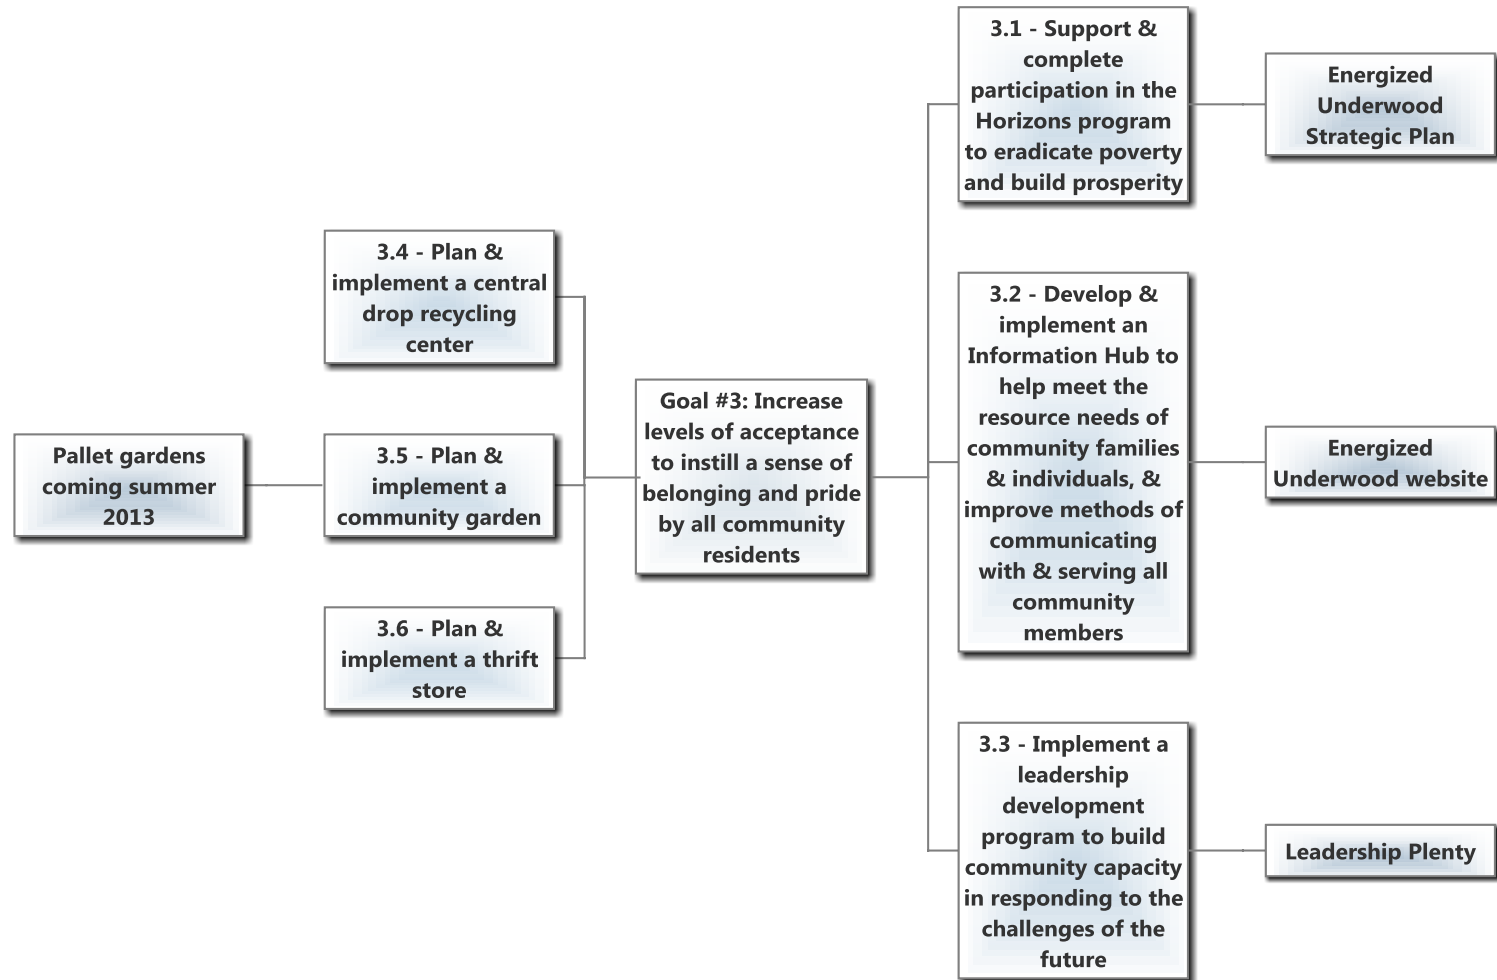 3.1 - Support &
complete
participation in the
Horizons program
to eradicate poverty
and build prosperity
Energized
Underwood
Strategic Plan
3.4 - Plan &
implement a central
drop recycling
center
3.2 - Develop &
implement an
Information Hub to
help meet the
resource needs of
community families
& individuals, &
improve methods of
communicating
with & serving all
community
members
Goal #3: Increase
levels of acceptance
to instill a sense of
belonging and pride
by all community
residents
Pallet gardens
coming summer
2013
3.5 - Plan &
implement a
community garden
Energized
Underwood website
3.6 - Plan &
implement a thrift
store
3.3 - Implement a
leadership
development
program to build
community capacity
in responding to the
challenges of the
future
Leadership Plenty